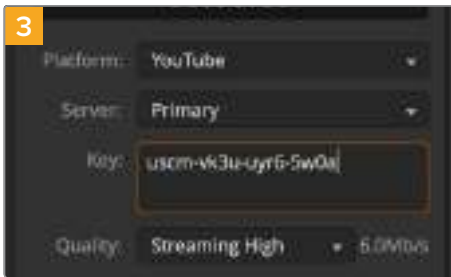 3
Platform: YouTube
Server: Primary
Key: uscm-vk3u-uyr6-5w0a
Quality: Streaming High 6.0Mb/s